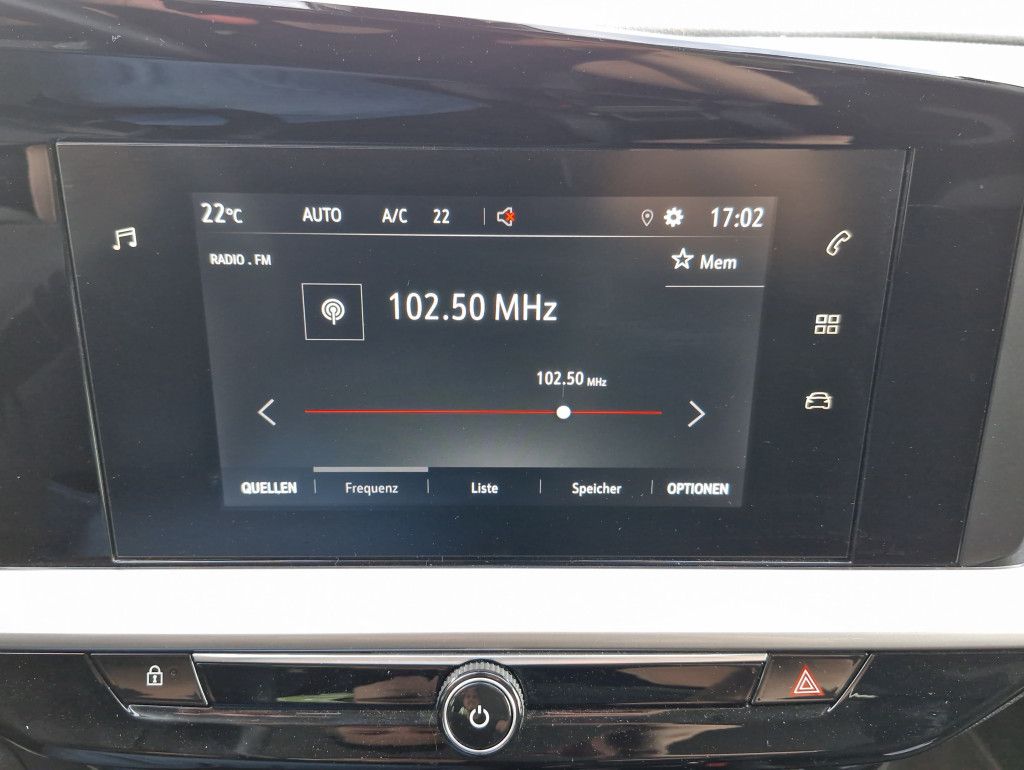 22°C AUTO A/C 22 17:02
RADIO . FM
Mem
102.50 MHz
102.50 MHz
QUELLEN Frequenz Liste Speicher OPTIONEN